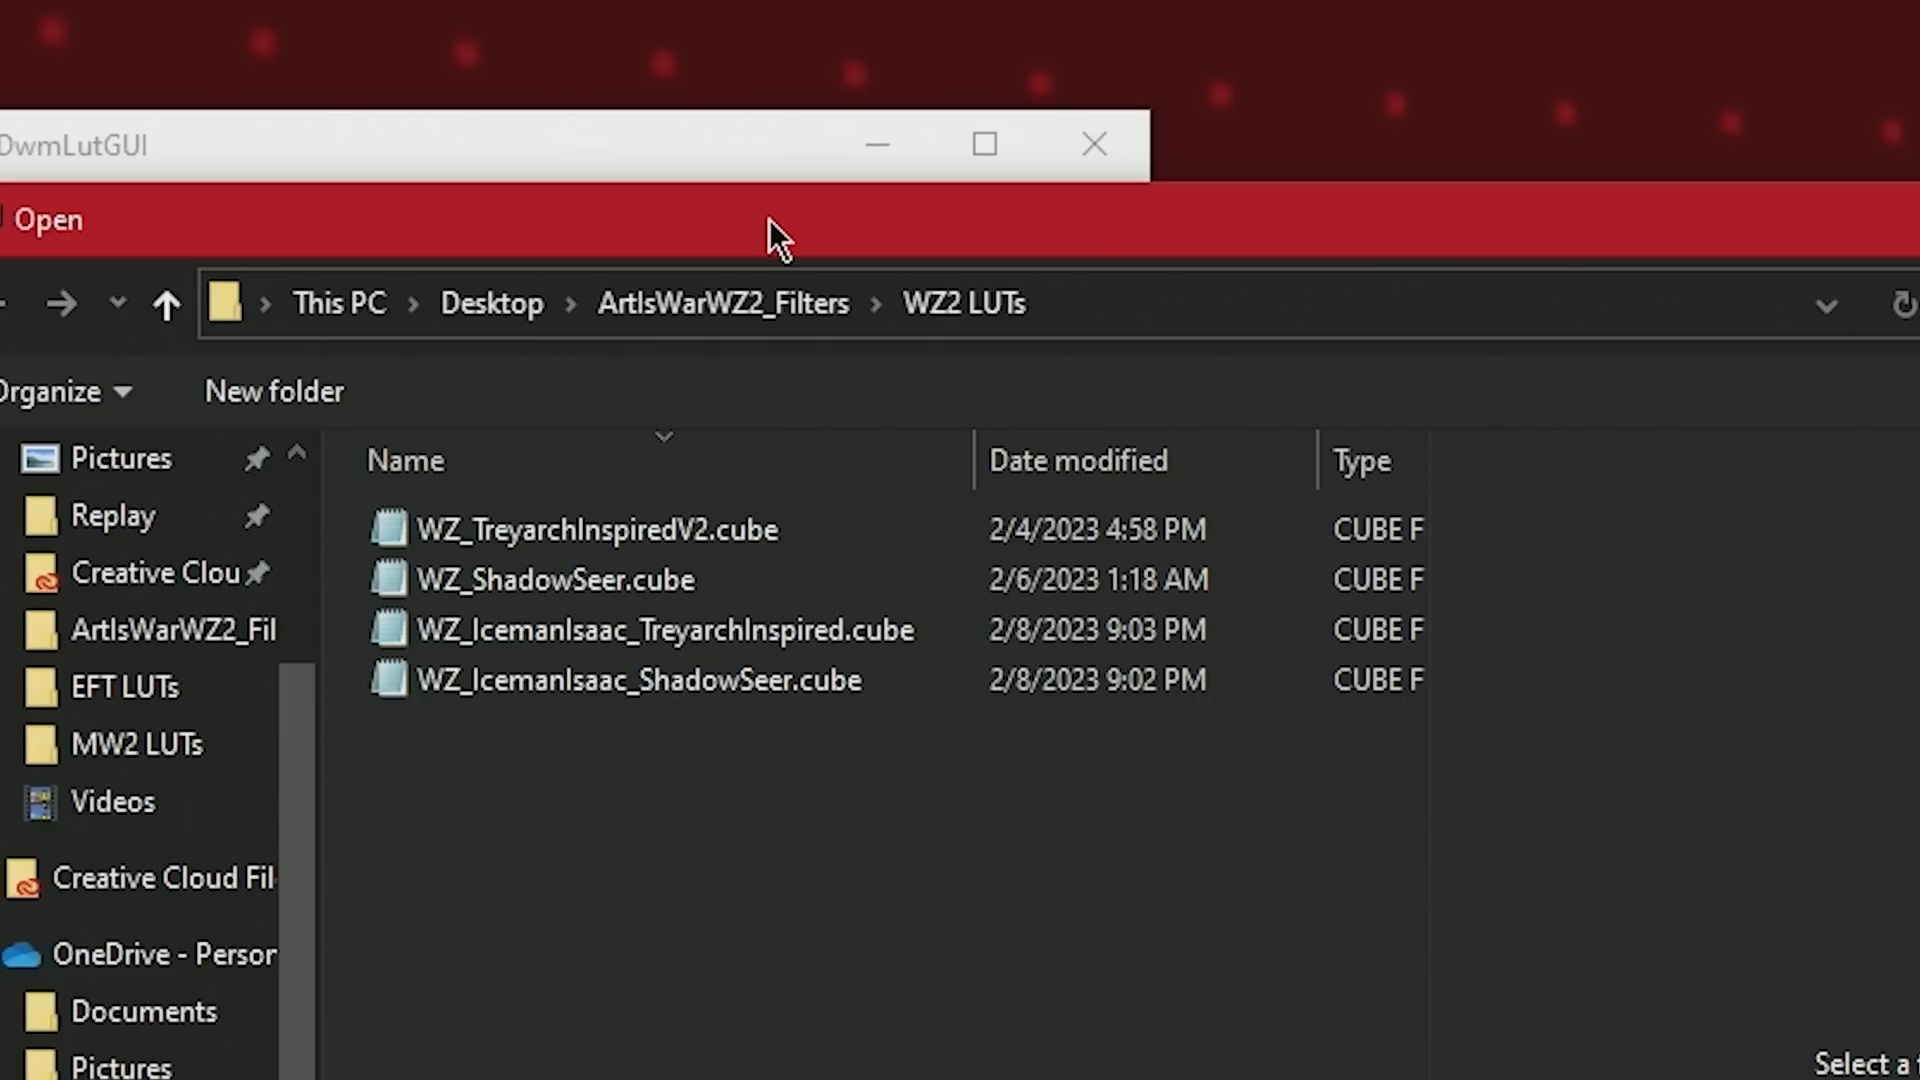 DwmLutGUI
Open
This PC > Desktop > ArtIsWarWZ2_Filters > WZ2 LUTs
Organize New folder
Name Date modified Type
Pictures
Replay
Creative Clou
ArtIsWarWZ2_Fil
EFT LUTs
MW2 LUTs
Videos
Creative Cloud Fil
OneDrive - Person
Documents
Pictures
WZ_TreyarchInspiredV2.cube 2/4/2023 4:58 PM CUBE F
WZ_ShadowSeer.cube 2/6/2023 1:18 AM CUBE F
WZ_IcemanIsaac_TreyarchInspired.cube 2/8/2023 9:03 PM CUBE F
WZ_IcemanIsaac_ShadowSeer.cube 2/8/2023 9:02 PM CUBE F
Select a